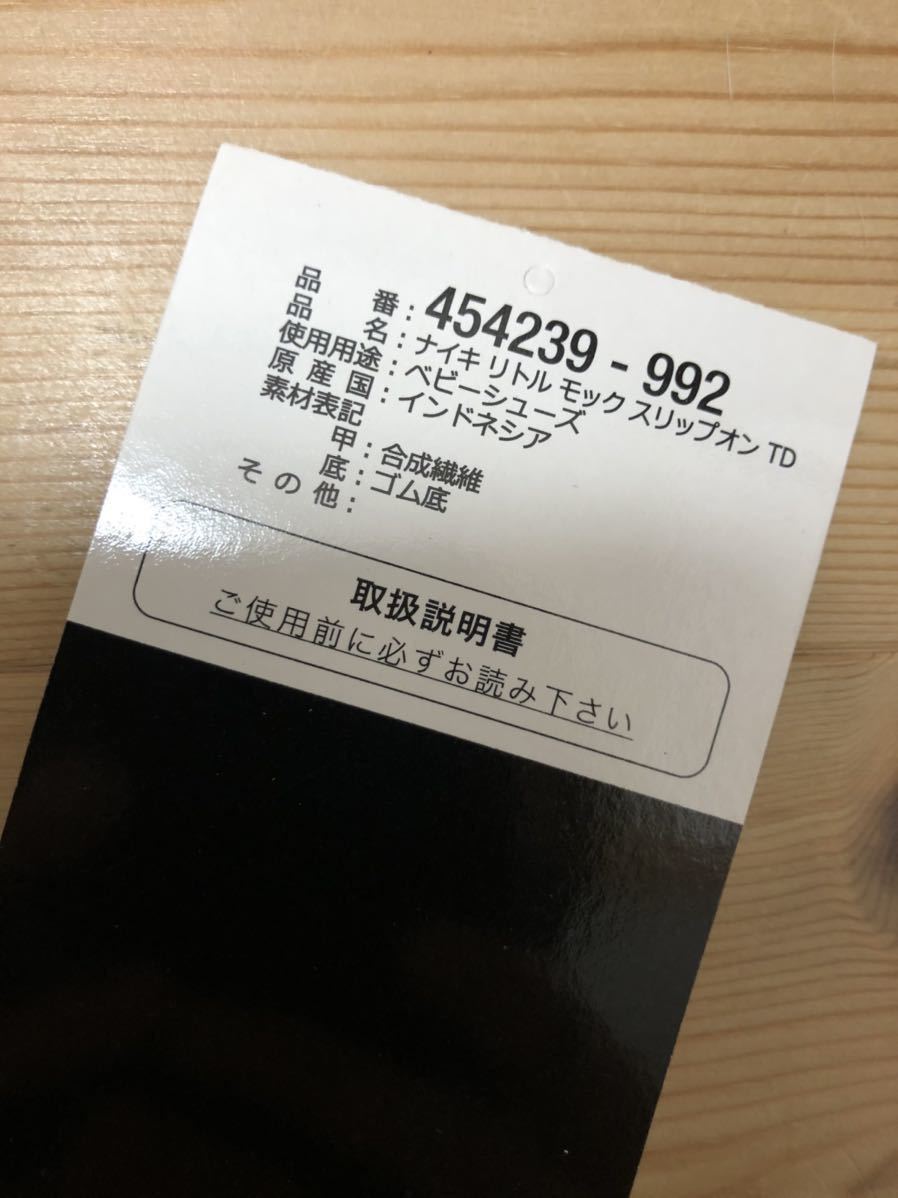 品番：454239-992
品名：ナイキ リトル モック スリップオン TD
使用用途：ベビーシューズ
原産国：インドネシア
素材表記
甲：合成繊維
底：ゴム底
その他：
取扱説明書
ご使用前に必ずお読み下さい